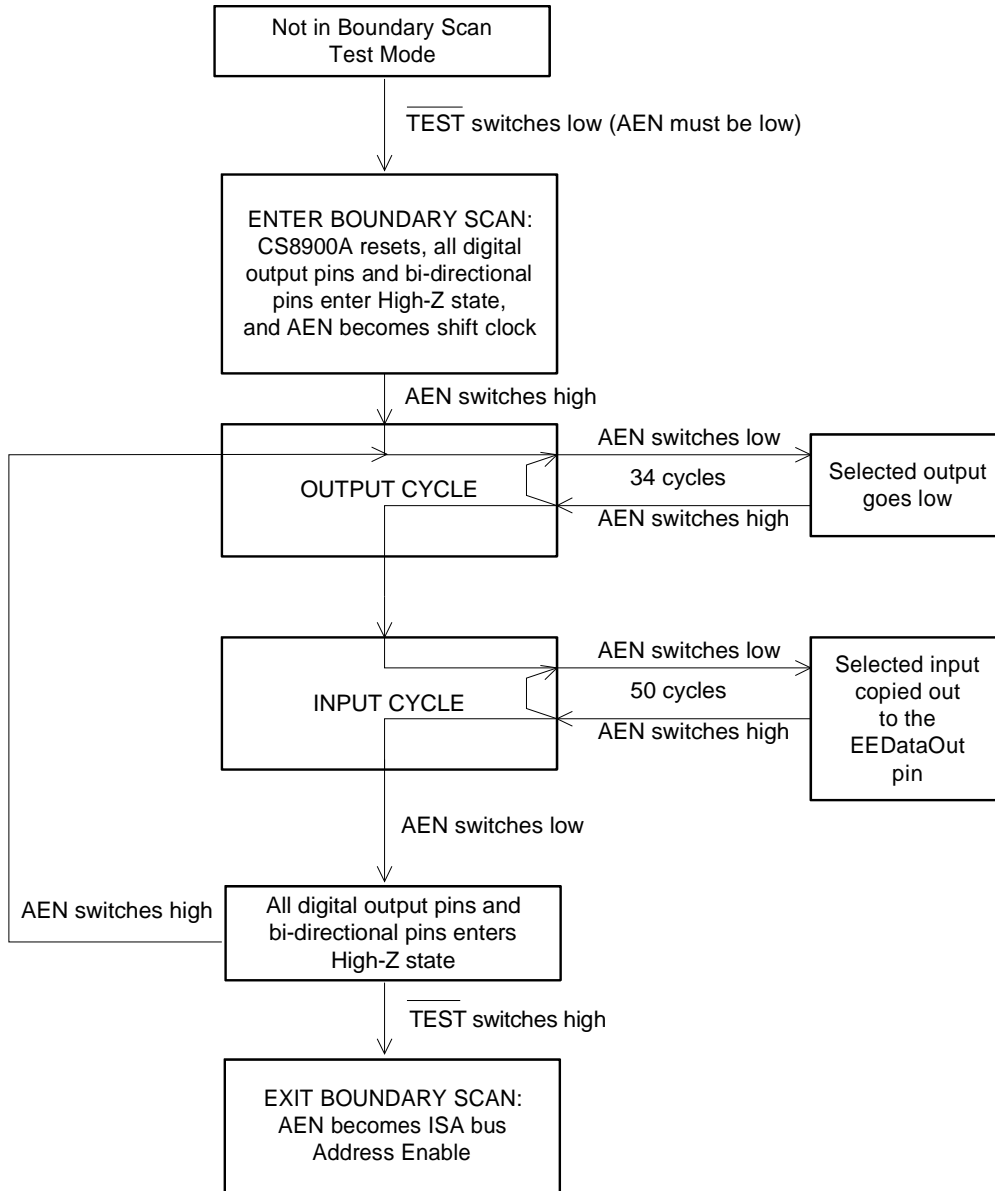 Not in Boundary Scan
Test Mode
TEST switches low (AEN must be low)
ENTER BOUNDARY SCAN:
CS8900A resets, all digital
output pins and bi-directional
pins enter High-Z state,
and AEN becomes shift clock
AEN switches high
OUTPUT CYCLE
AEN switches low
34 cycles
AEN switches high
Selected output
goes low
INPUT CYCLE
AEN switches low
50 cycles
AEN switches high
Selected input
copied out
to the
EEDataOut
pin
AEN switches low
AEN switches high
All digital output pins and
bi-directional pins enters
High-Z state
TEST switches high
EXIT BOUNDARY SCAN:
AEN becomes ISA bus
Address Enable